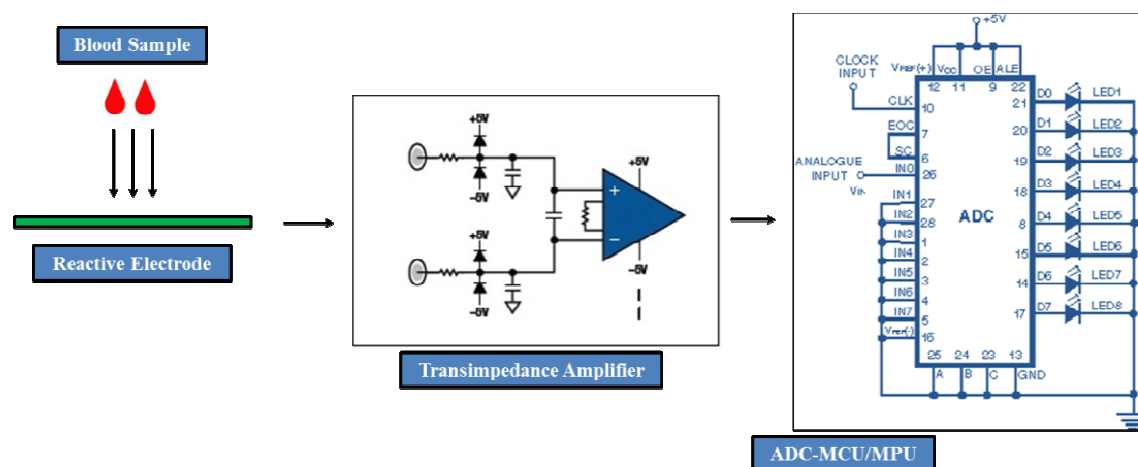 Blood Sample
Reactive Electrode
+5V
-5V
+5V
-5V
+
−
+5V
-5V
Transimpedance Amplifier
+5V
CLOCK
INPUT
VREF(+) VCC OE ALE
12 11 9 22
CLK 10
EOC 7
SC 6
ANALOGUE
INPUT
VIN
IN0 26
IN1 27
IN2 28
IN3 1
IN4 2
IN5 3
IN6 4
IN7 5
Vref(-) 16
ADC
21 D0 LED1
20 D1 LED2
19 D2 LED3
18 D3 LED4
8 D4 LED5
15 D5 LED6
14 D6 LED7
17 D7 LED8
25 24 23 13
A B C GND
ADC-MCU/MPU